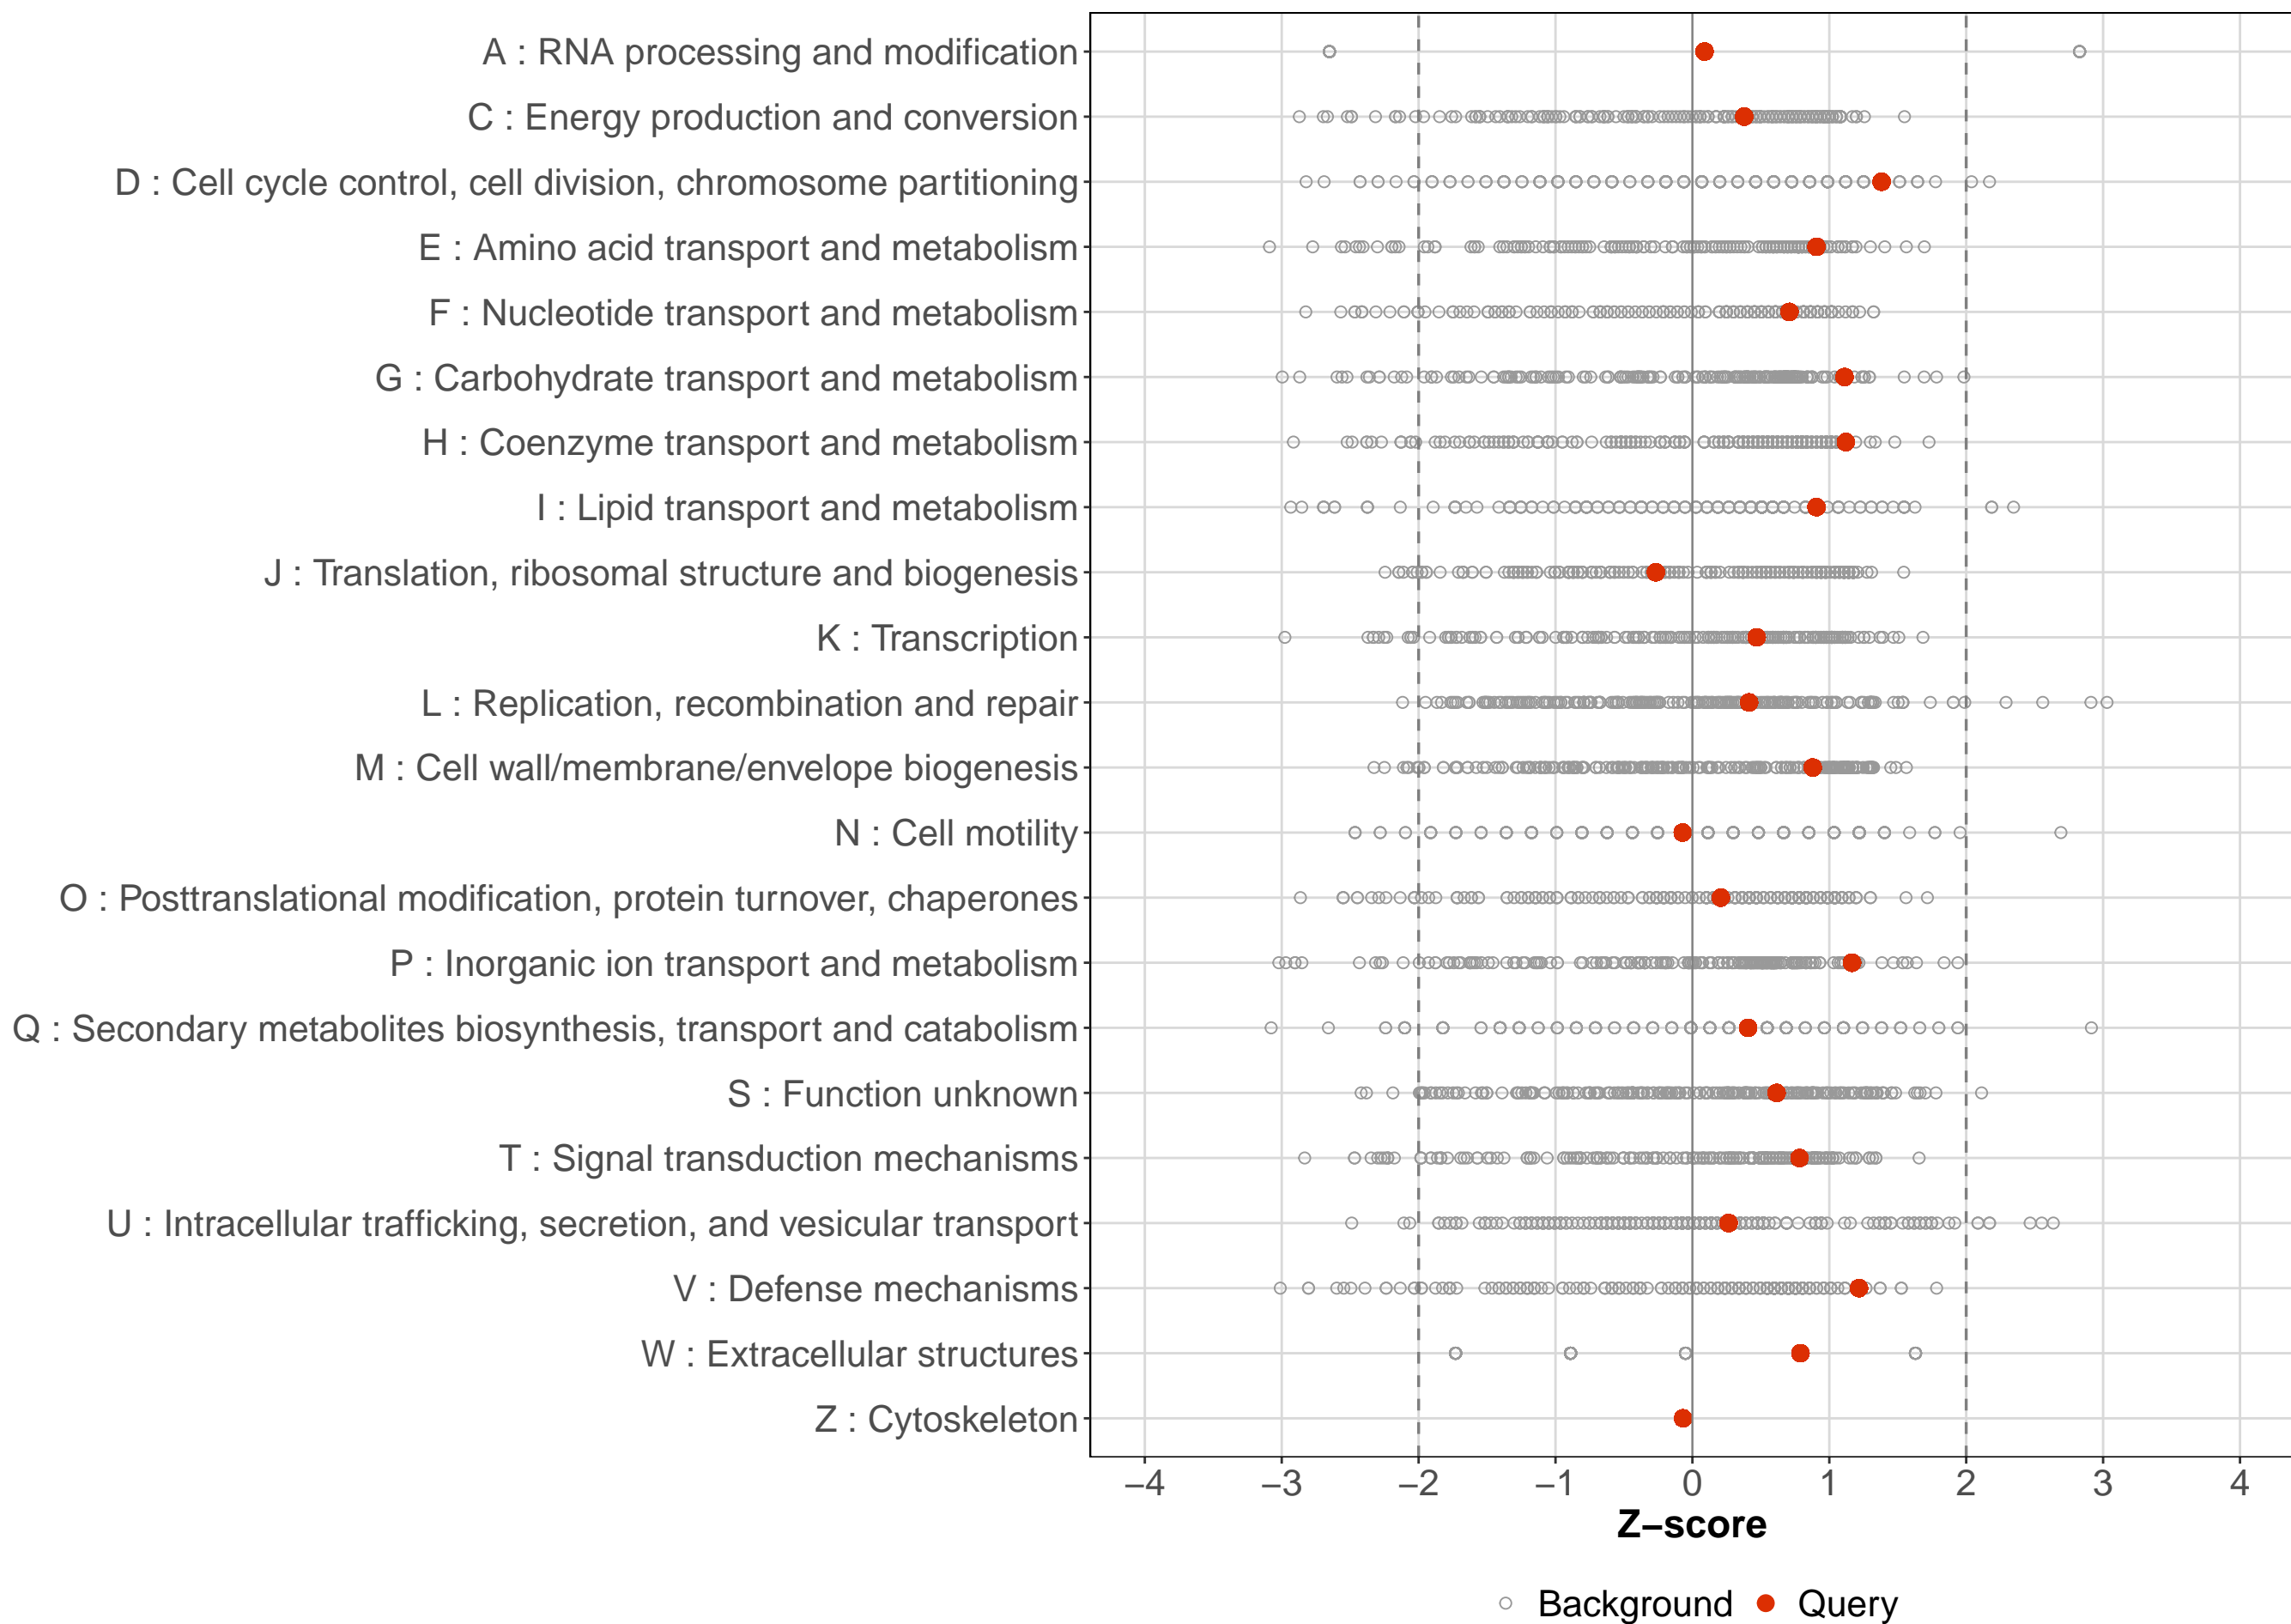 A : RNA processing and modification
C : Energy production and conversion
D : Cell cycle control, cell division, chromosome partitioning
E : Amino acid transport and metabolism
F : Nucleotide transport and metabolism
G : Carbohydrate transport and metabolism
H : Coenzyme transport and metabolism
I : Lipid transport and metabolism
J : Translation, ribosomal structure and biogenesis
K : Transcription
L : Replication, recombination and repair
M : Cell wall/membrane/envelope biogenesis
N : Cell motility
O : Posttranslational modification, protein turnover, chaperones
P : Inorganic ion transport and metabolism
Q : Secondary metabolites biosynthesis, transport and catabolism
S : Function unknown
T : Signal transduction mechanisms
U : Intracellular trafficking, secretion, and vesicular transport
V : Defense mechanisms
W : Extracellular structures
Z : Cytoskeleton
−4 −3 −2 −1 0 1 2 3 4
Z−score
Background Query